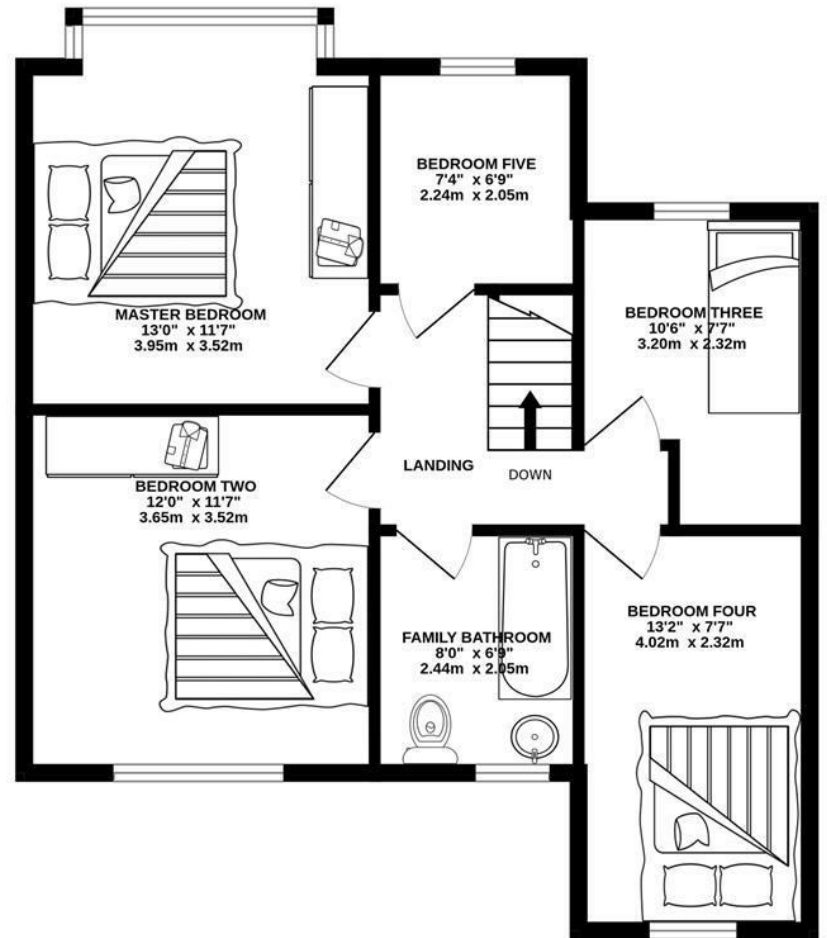 BEDROOM FIVE
7'4" x 6'9"
2.24m x 2.05m
MASTER BEDROOM
13'0" x 11'7"
3.95m x 3.52m
BEDROOM THREE
10'6" x 7'7"
3.20m x 2.32m
LANDING
DOWN
BEDROOM TWO
12'0" x 11'7"
3.65m x 3.52m
FAMILY BATHROOM
8'0" x 6'9"
2.44m x 2.05m
BEDROOM FOUR
13'2" x 7'7"
4.02m x 2.32m